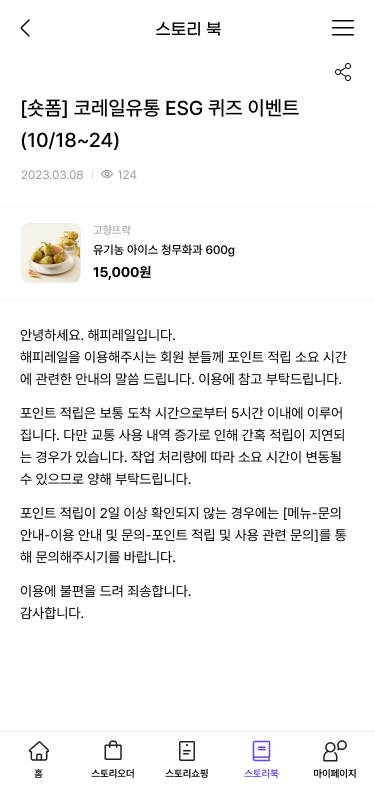 스토리 북
[숏폼] 코레일유통 ESG 퀴즈 이벤트
(10/18~24)
2023.03.08 124
고향뜨락
유기농 아이스 청무화과 600g
15,000원
안녕하세요. 해피레일입니다.
해피레일을 이용해주시는 회원 분들께 포인트 적립 소요 시간
에 관련한 안내의 말씀 드립니다. 이용에 참고 부탁드립니다.
포인트 적립은 보통 도착 시간으로부터 5시간 이내에 이루어
집니다. 다만 교통 사용 내역 증가로 인해 간혹 적립이 지연되
는 경우가 있습니다. 작업 처리량에 따라 소요 시간이 변동될
수 있으므로 양해 부탁드립니다.
포인트 적립이 2일 이상 확인되지 않는 경우에는 [메뉴-문의
안내-이용 안내 및 문의-포인트 적립 및 사용 관련 문의]를 통
해 문의해주시기를 바랍니다.
이용에 불편을 드려 죄송합니다.
감사합니다.
홈
스토리오더
스토리쇼핑
스토리북
마이페이지